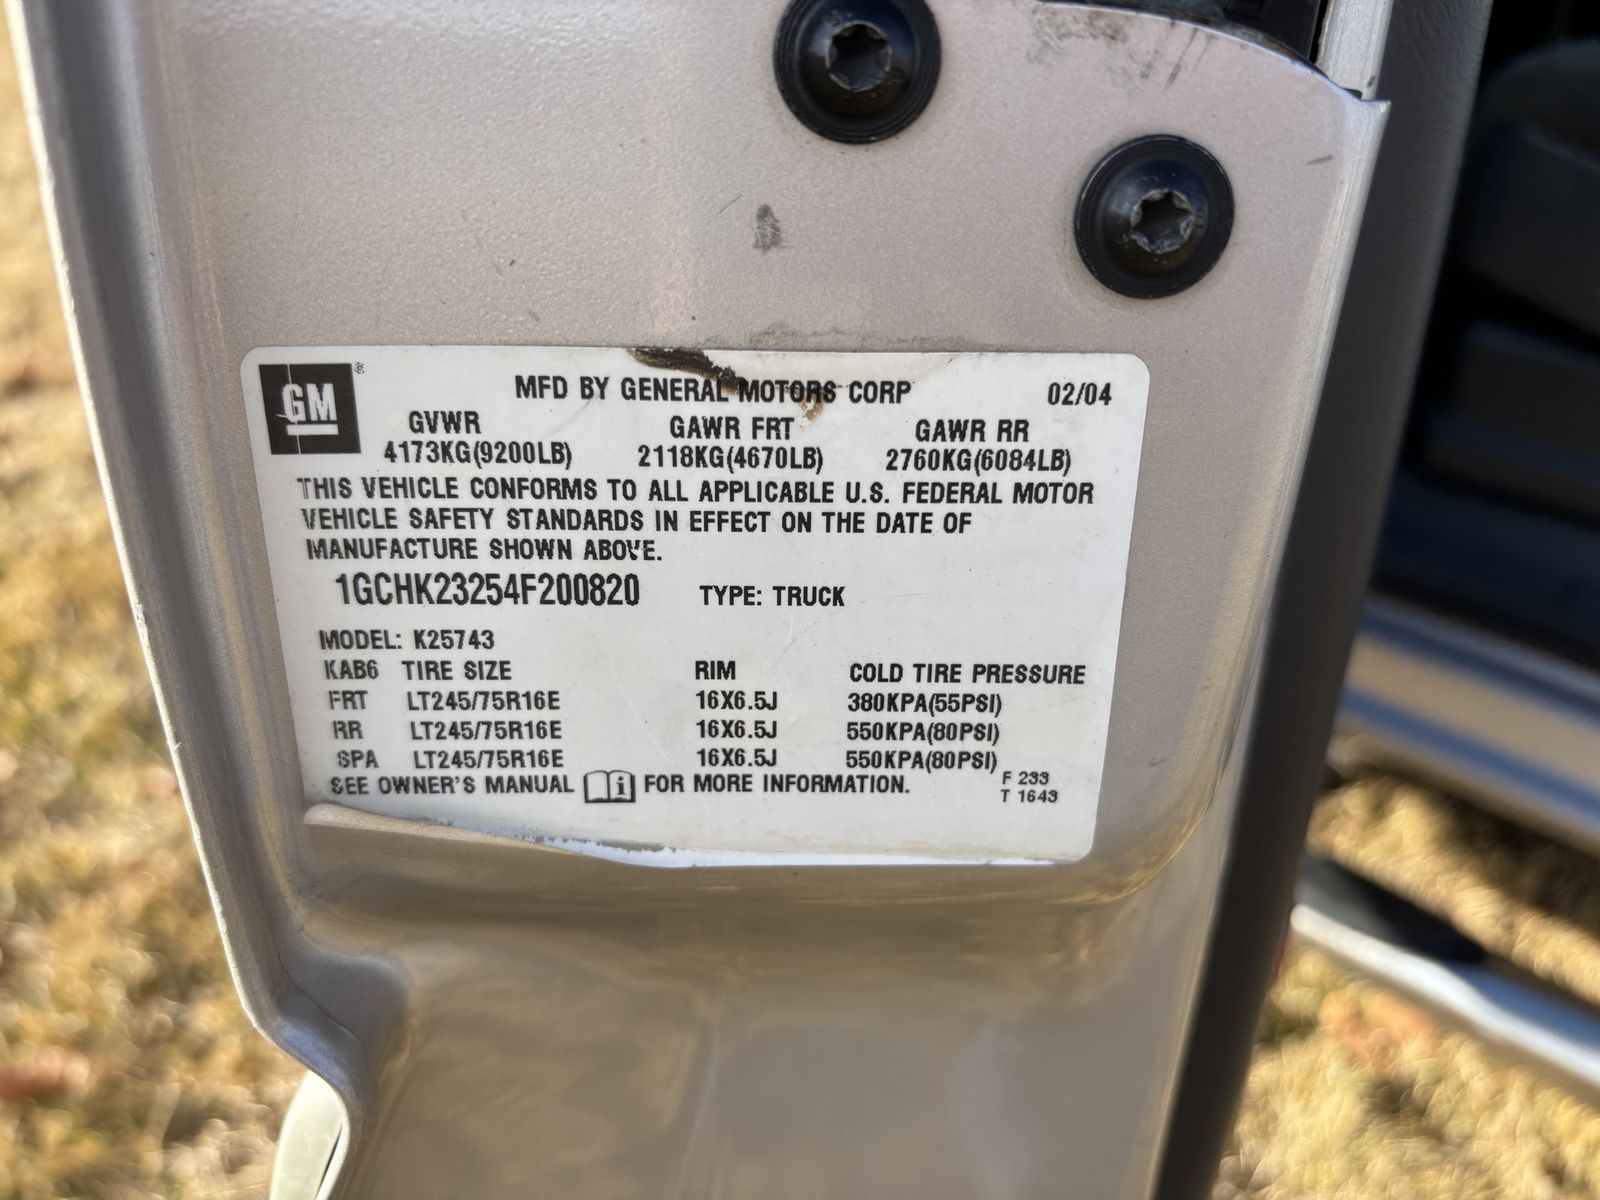 GM ®
MFD BY GENERAL MOTORS CORP 02/04
GVWR GAWR FRT GAWR RR
4173KG(9200LB) 2118KG(4670LB) 2760KG(6084LB)
THIS VEHICLE CONFORMS TO ALL APPLICABLE U.S. FEDERAL MOTOR
VEHICLE SAFETY STANDARDS IN EFFECT ON THE DATE OF
MANUFACTURE SHOWN ABOVE.
1GCHK23254F200820 TYPE: TRUCK
MODEL: K25743
KAB6 TIRE SIZE RIM COLD TIRE PRESSURE
FRT LT245/75R16E 16X6.5J 380KPA(55PSI)
RR LT245/75R16E 16X6.5J 550KPA(80PSI)
SPA LT245/75R16E 16X6.5J 550KPA(80PSI)
SEE OWNER'S MANUAL i FOR MORE INFORMATION.
F 233
T 1643